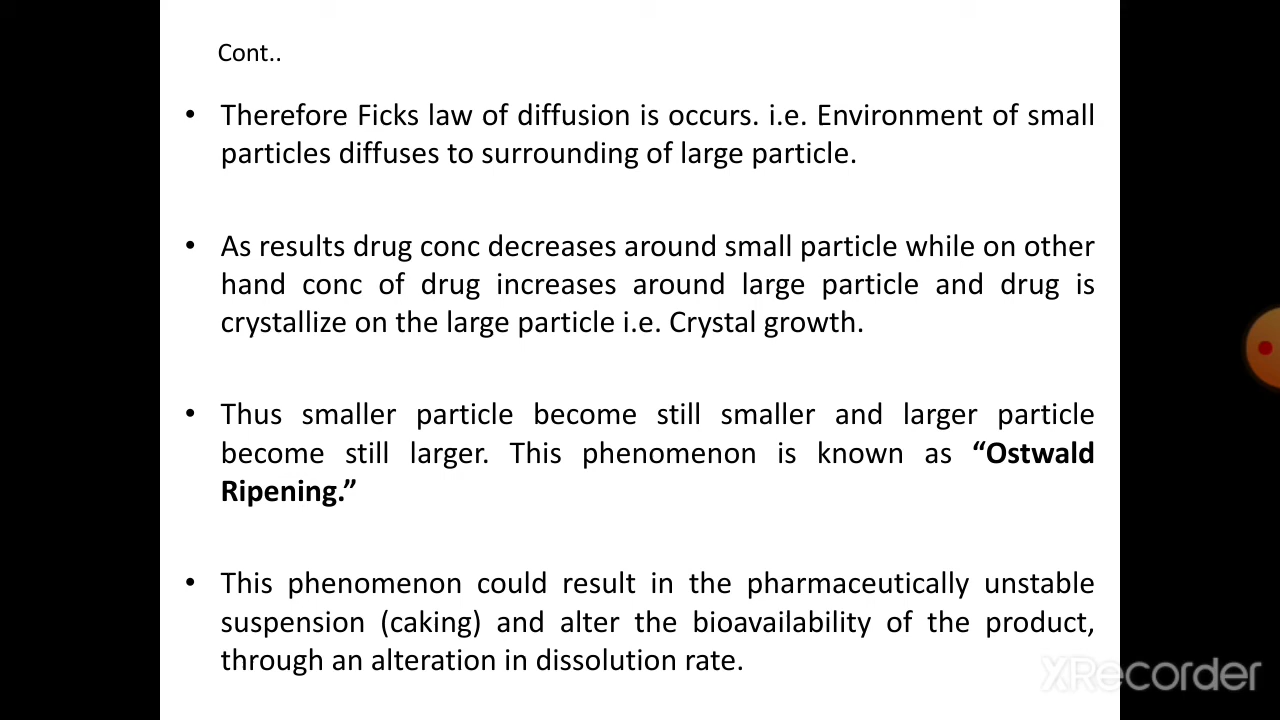 Cont..
• Therefore Ficks law of diffusion is occurs. i.e. Environment of small
particles diffuses to surrounding of large particle.
• As results drug conc decreases around small particle while on other
hand conc of drug increases around large particle and drug is
crystallize on the large particle i.e. Crystal growth.
• Thus smaller particle become still smaller and larger particle
become still larger. This phenomenon is known as “Ostwald
Ripening.”
• This phenomenon could result in the pharmaceutically unstable
suspension (caking) and alter the bioavailability of the product,
through an alteration in dissolution rate.
XRecorder